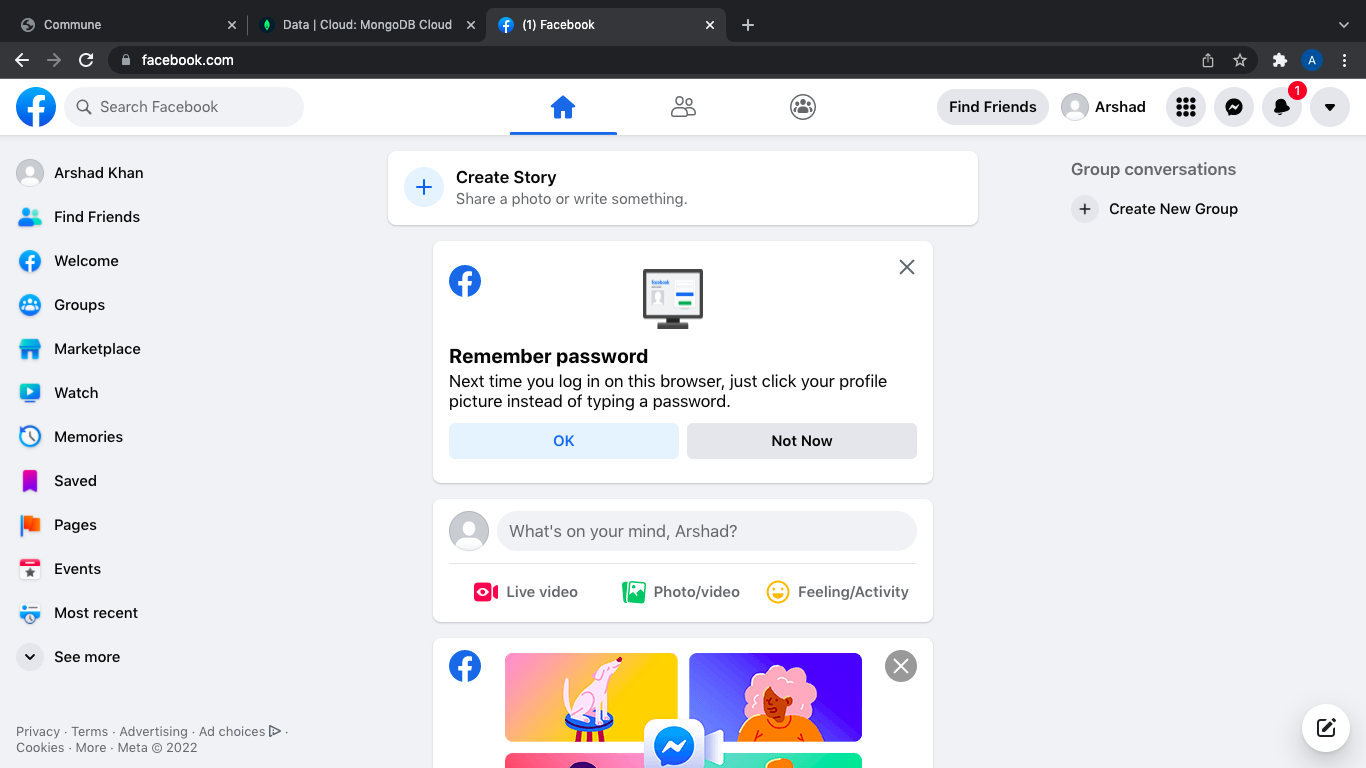 Commune
Data | Cloud: MongoDB Cloud
(1) Facebook
facebook.com
A
Search Facebook
Find Friends
Arshad
1
Arshad Khan
Find Friends
Welcome
Groups
Marketplace
Watch
Memories
Saved
Pages
Events
Most recent
See more
Privacy · Terms · Advertising · Ad choices ·
Cookies · More · Meta © 2022
Create Story
Share a photo or write something.
Remember password
Next time you log in on this browser, just click your profile
picture instead of typing a password.
OK
Not Now
What's on your mind, Arshad?
Live video
Photo/video
Feeling/Activity
Group conversations
Create New Group